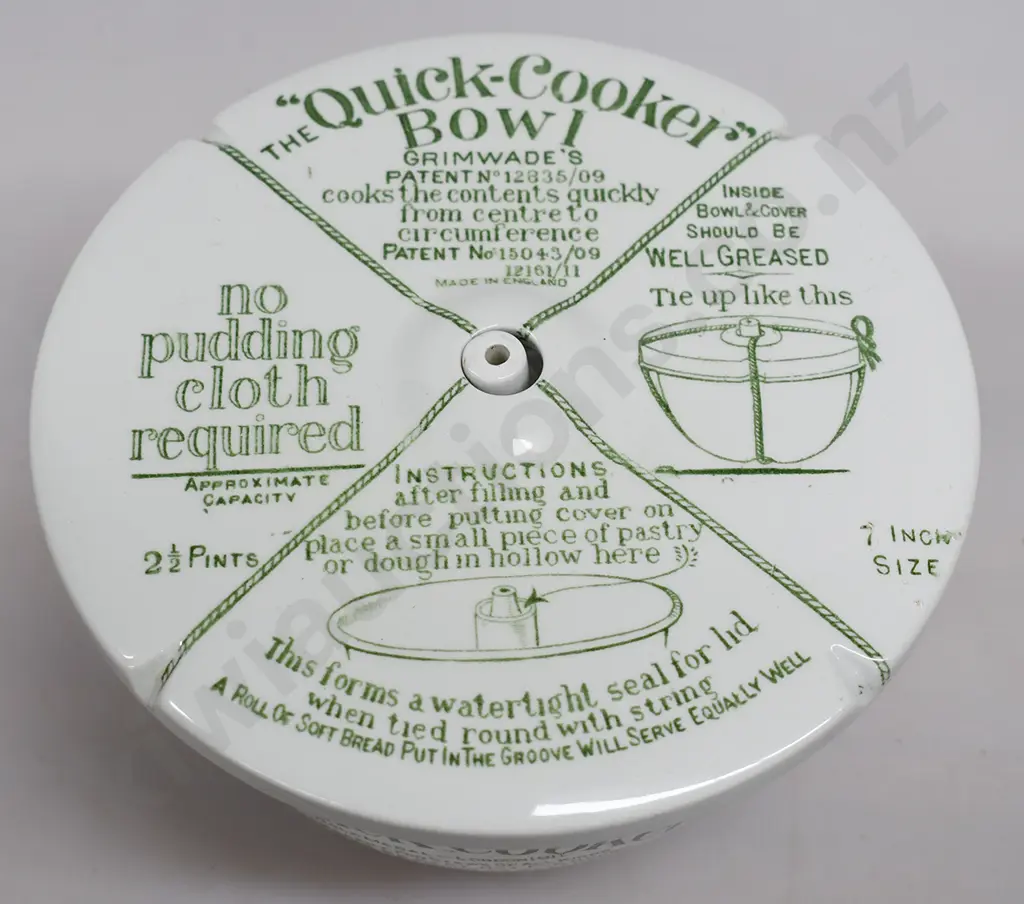 THE "Quick-Cooker"
BOWL
GRIMWADE'S
PATENT No 12835/09
cooks the contents quickly
from centre to
circumference
PATENT No 15043/09
12161/11
MADE IN ENGLAND
INSIDE
BOWL & COVER
SHOULD BE
WELL GREASED
Tie up like this
no
pudding
cloth
required
APPROXIMATE
CAPACITY
2½ PINTS
7 INCH
SIZE
INSTRUCTIONS
after filling and
before putting cover on
place a small piece of pastry
or dough in hollow here
This forms a watertight seal for lid
when tied round with string
A ROLL OF SOFT BREAD PUT IN THE GROOVE WILL SERVE EQUALLY WELL